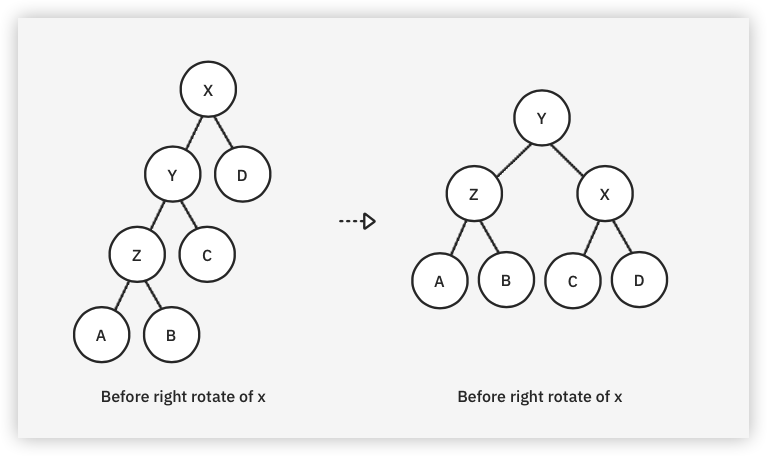 X
Y
D
Z
C
A
B
Before right rotate of x
Y
Z
X
A
B
C
D
Before right rotate of x